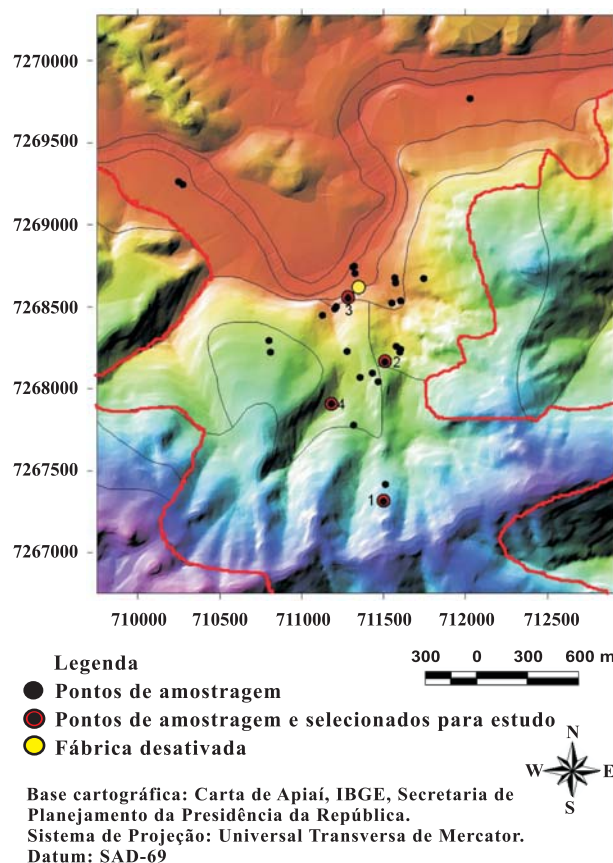 7270000
7269500
7269000
7268500
7268000
7267500
7267000
3
2
4
1
710000 710500 711000 711500 712000 712500
Legenda
300 0 300 600 m
Pontos de amostragem
Pontos de amostragem e selecionados para estudo
Fábrica desativada
N
W E
S
Base cartográfica: Carta de Apiaí, IBGE, Secretaria de
Planejamento da Presidência da República.
Sistema de Projeção: Universal Transversa de Mercator.
Datum: SAD-69